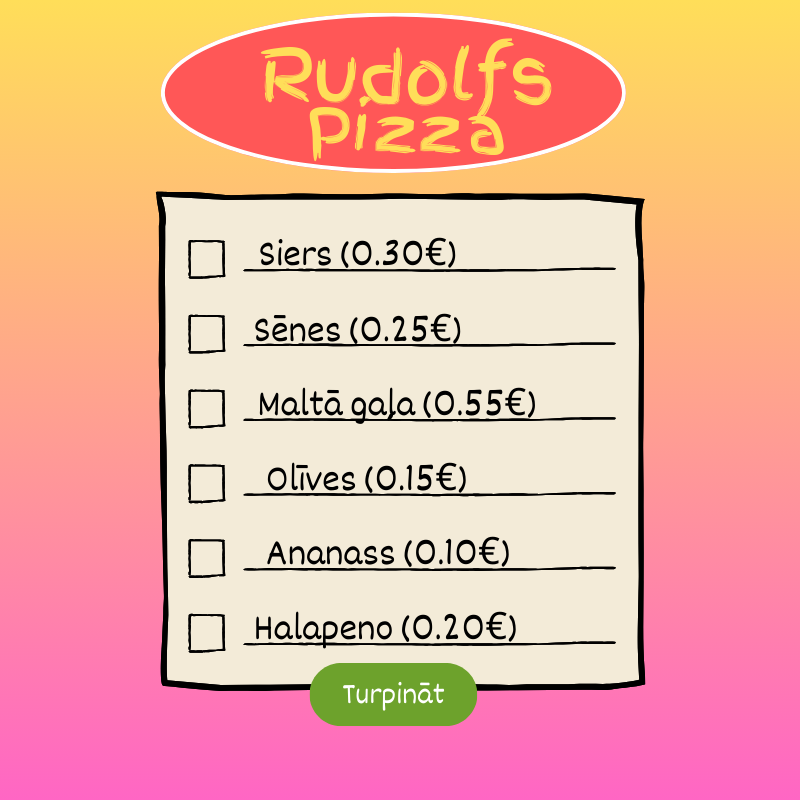 Rudolfs
Pizza
Siers (0.30€)
Sēnes (0.25€)
Maltā gaļa (0.55€)
Olīves (0.15€)
Ananass (0.10€)
Halapeno (0.20€)
Turpināt